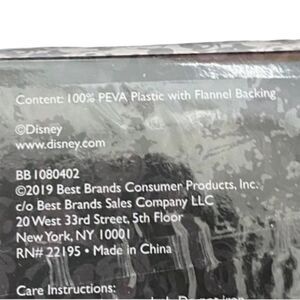 Content: 100% PEVA Plastic with Flannel Backing
©Disney
www.disney.com
BB1080402
©2019 Best Brands Consumer Products, Inc.
c/o Best Brands Sales Company LLC
20 West 33rd Street, 5th Floor
New York, NY 10001
RN# 22195 • Made in China
Care Instructions: